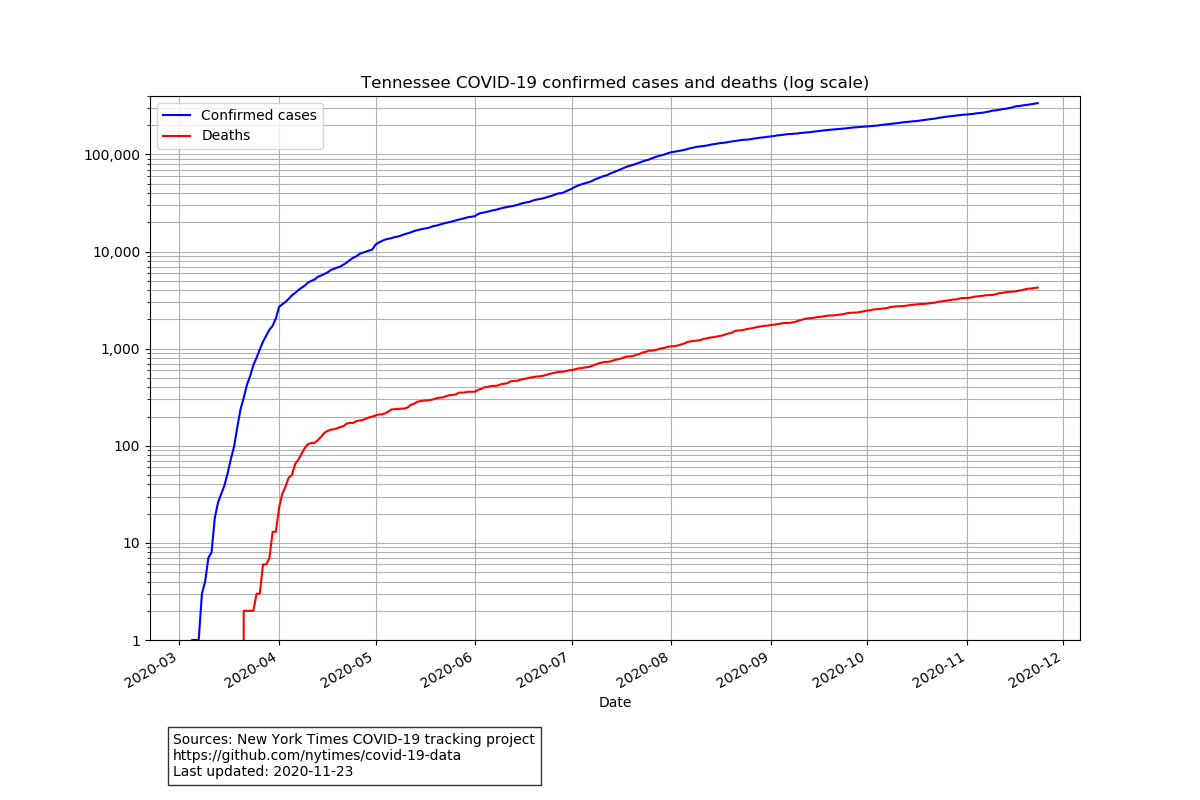 Tennessee COVID-19 confirmed cases and deaths (log scale)
Confirmed cases
Deaths
100,000
10,000
1,000
100
10
1
2020-03
2020-04
2020-05
2020-06
2020-07
2020-08
2020-09
2020-10
2020-11
2020-12
Date
Sources: New York Times COVID-19 tracking project
https://github.com/nytimes/covid-19-data
Last updated: 2020-11-23